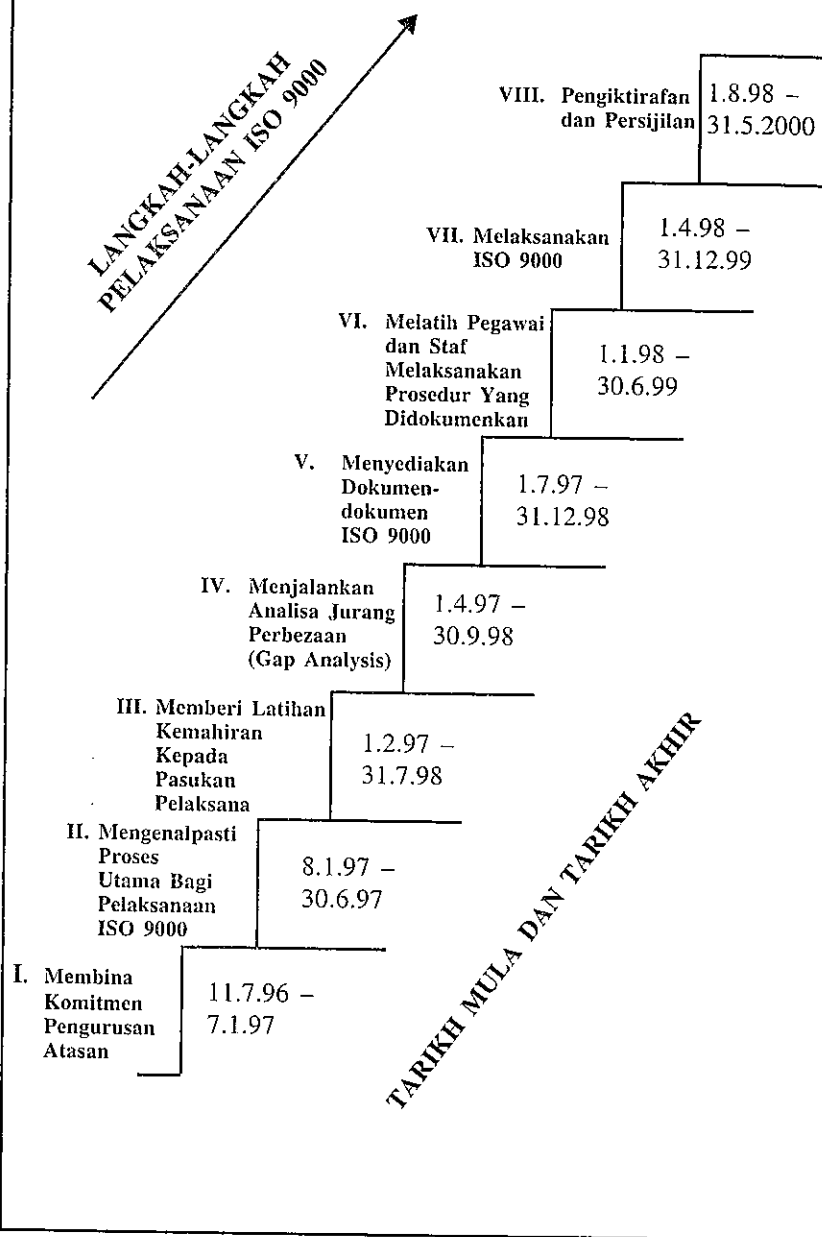 LANGKAH-LANGKAH
PELAKSANAAN ISO 9000
VIII. Pengiktirafan
dan Persijilan
1.8.98 –
31.5.2000
VII. Melaksanakan
ISO 9000
1.4.98 –
31.12.99
VI. Melatih Pegawai
dan Staf
Melaksanakan
Prosedur Yang
Didokumenkan
1.1.98 –
30.6.99
V. Menyediakan
Dokumen-
dokumen
ISO 9000
1.7.97 –
31.12.98
IV. Menjalankan
Analisa Jurang
Perbezaan
(Gap Analysis)
1.4.97 –
30.9.98
III. Memberi Latihan
Kemahiran
Kepada
Pasukan
Pelaksana
1.2.97 –
31.7.98
II. Mengenalpasti
Proses
Utama Bagi
Pelaksanaan
ISO 9000
8.1.97 –
30.6.97
I. Membina
Komitmen
Pengurusan
Atasan
11.7.96 –
7.1.97
TARIKH MULA DAN TARIKH AKHIR